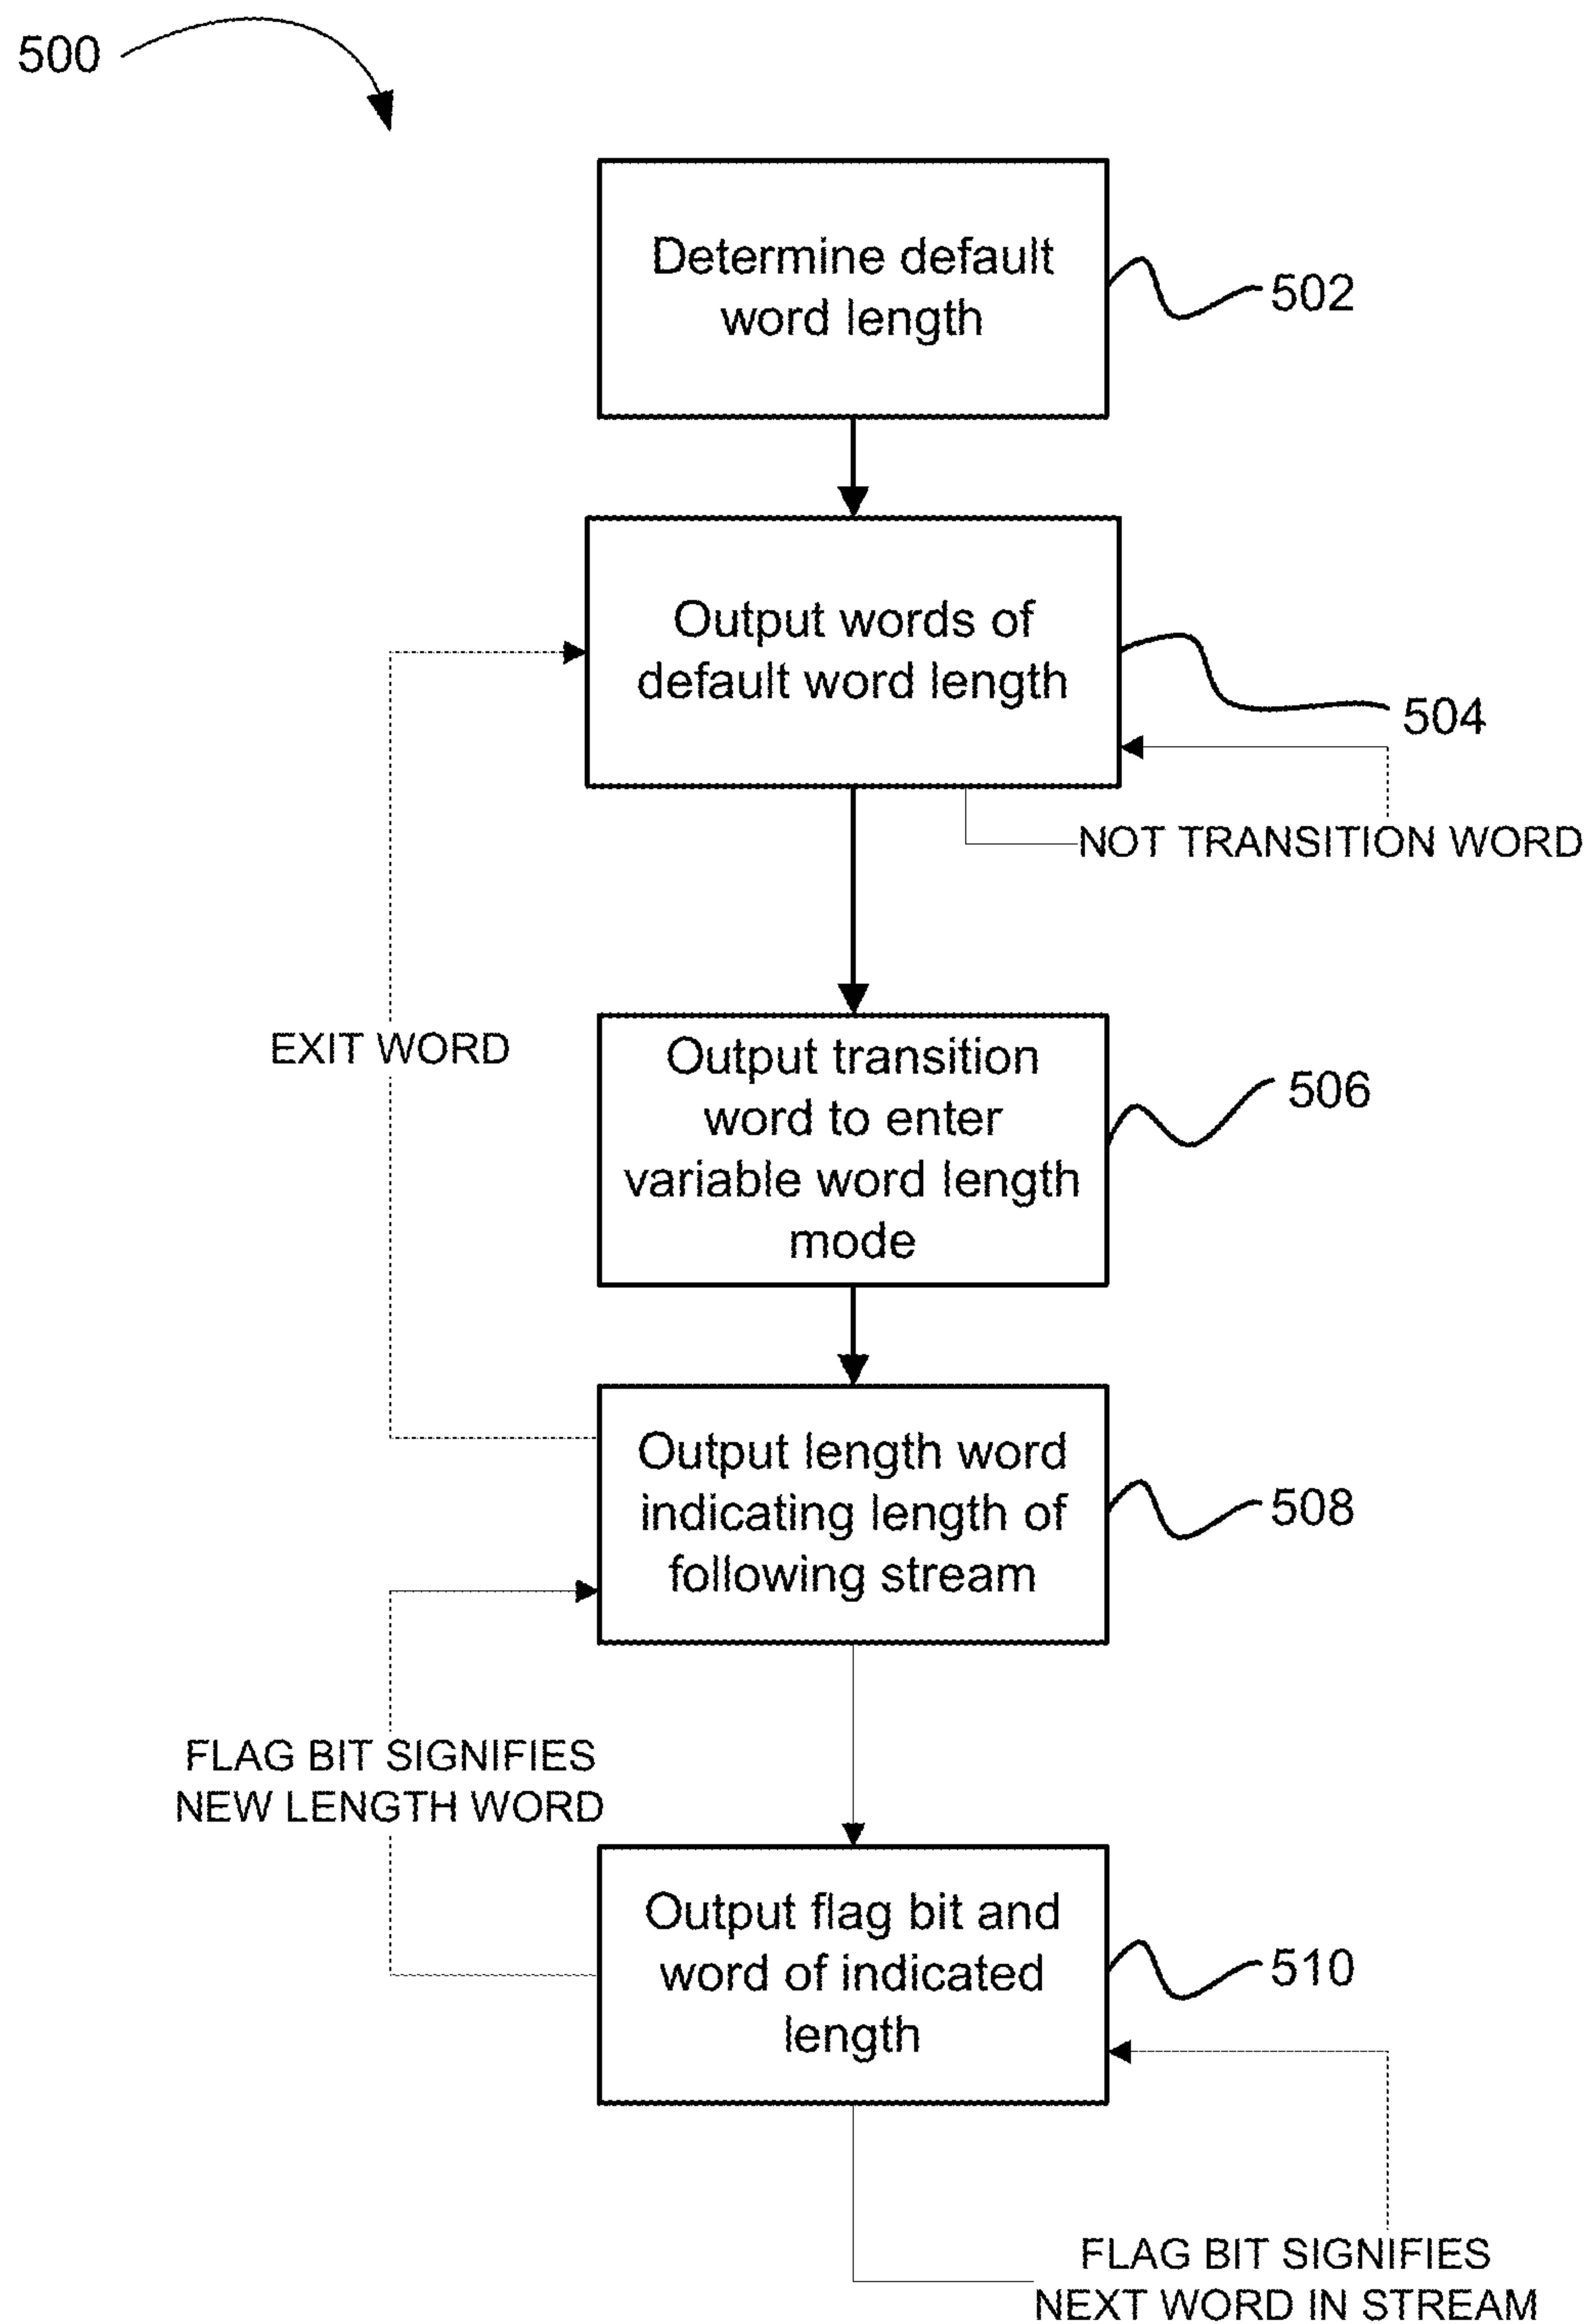 500
Determine default
word length
502
Output words of
default word length
504
NOT TRANSITION WORD
EXIT WORD
Output transition
word to enter
variable word length
mode
506
Output length word
indicating length of
following stream
508
FLAG BIT SIGNIFIES
NEW LENGTH WORD
Output flag bit and
word of indicated
length
510
FLAG BIT SIGNIFIES
NEXT WORD IN STREAM